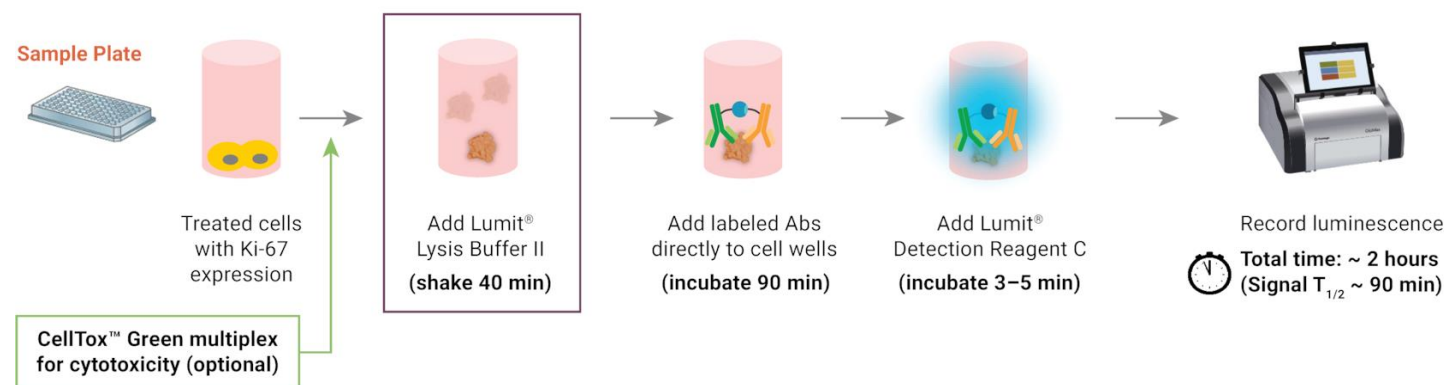 Sample Plate
Treated cells
with Ki-67
expression
CellTox™ Green multiplex
for cytotoxicity (optional)
Add Lumit®
Lysis Buffer II
(shake 40 min)
Add labeled Abs
directly to cell wells
(incubate 90 min)
Add Lumit®
Detection Reagent C
(incubate 3–5 min)
Record luminescence
Total time: ~ 2 hours
(Signal T1/2 ~ 90 min)